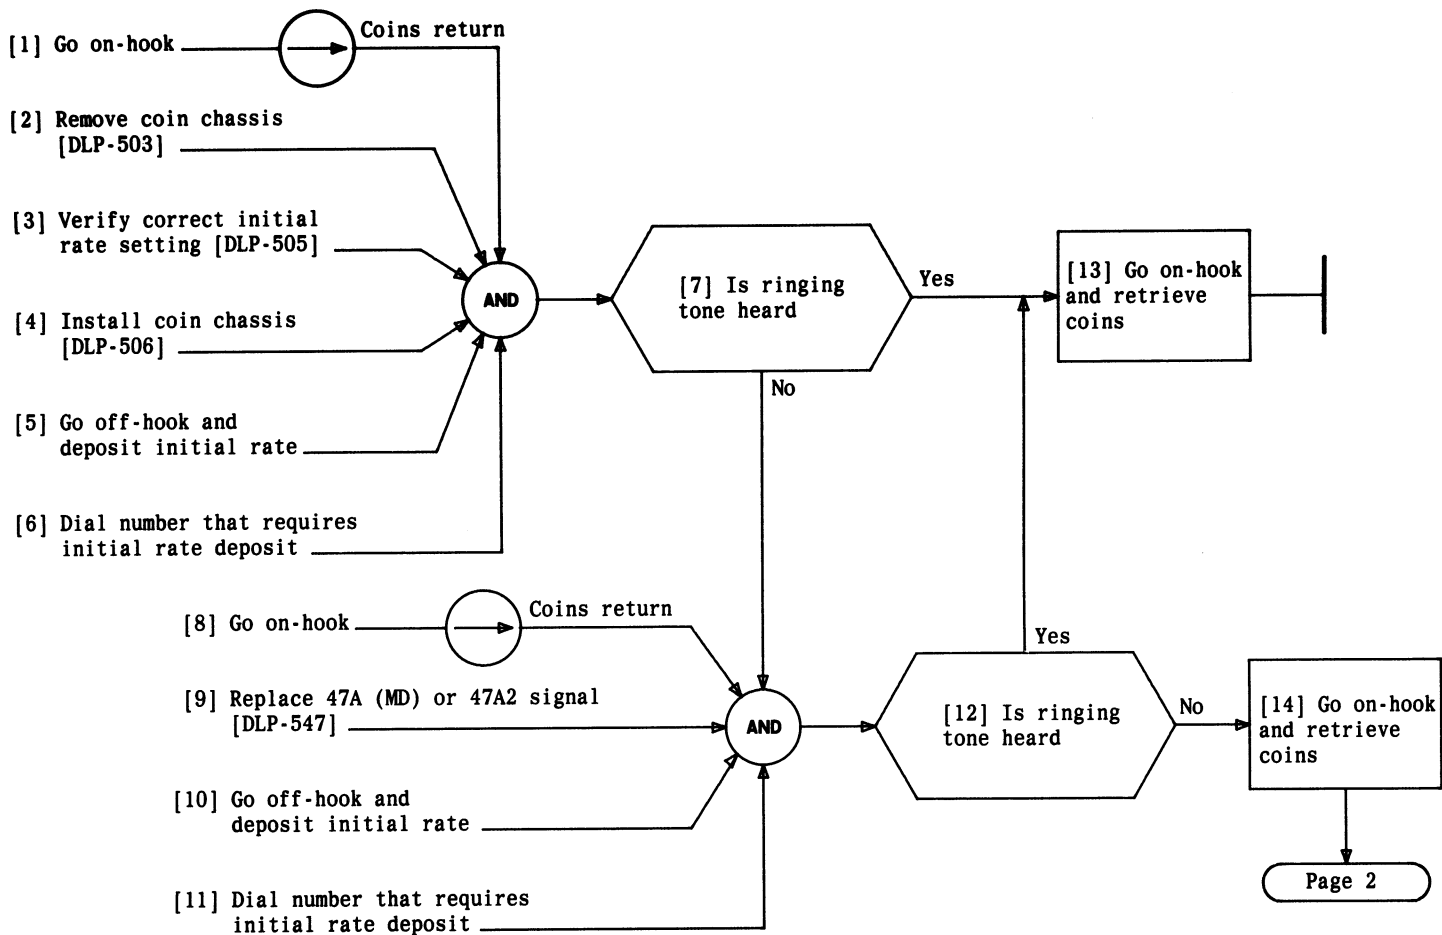 [1] Go on-hook
Coins return
[2] Remove coin chassis
[DLP-503]
[3] Verify correct initial
rate setting [DLP-505]
[4] Install coin chassis
[DLP-506]
[5] Go off-hook and
deposit initial rate
[6] Dial number that requires
initial rate deposit
AND
[7] Is ringing
tone heard
Yes
No
[13] Go on-hook
and retrieve
coins
[8] Go on-hook
Coins return
[9] Replace 47A (MD) or 47A2 signal
[DLP-547]
[10] Go off-hook and
deposit initial rate
[11] Dial number that requires
initial rate deposit
AND
[12] Is ringing
tone heard
Yes
No
[14] Go on-hook
and retrieve
coins
Page 2